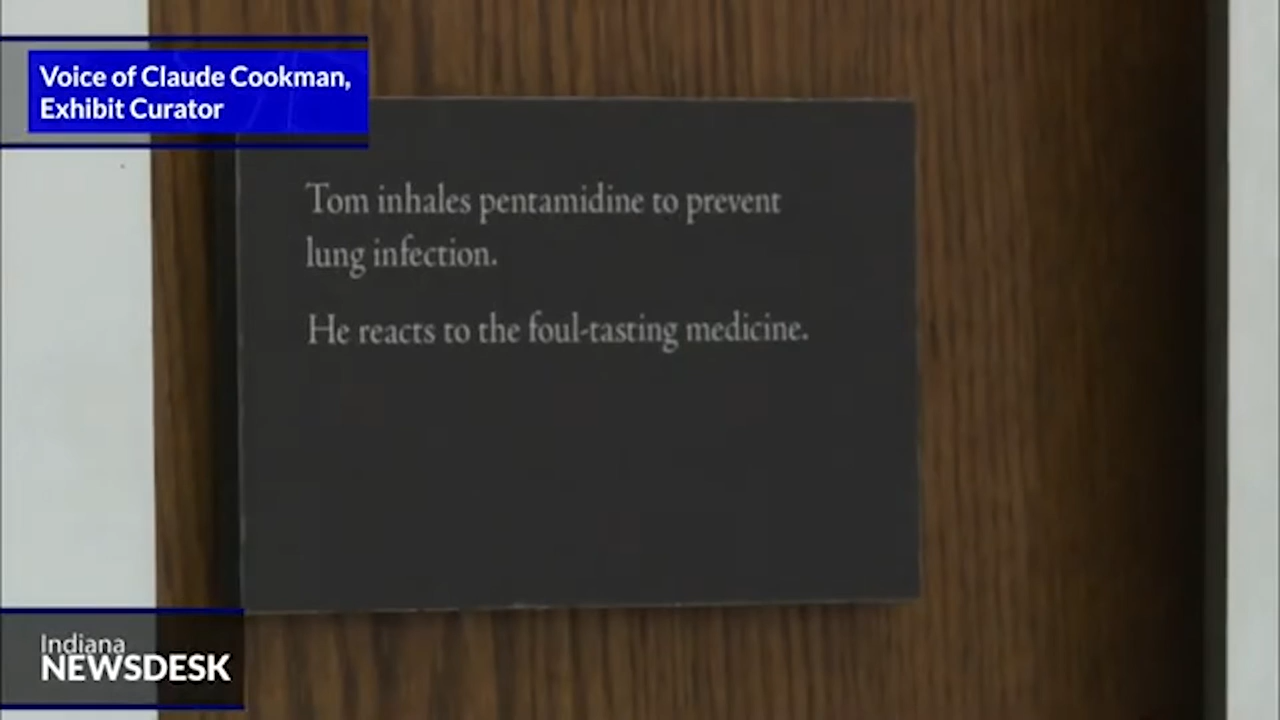 Voice of Claude Cookman,
Exhibit Curator
Tom inhales pentamidine to prevent
lung infection.
He reacts to the foul-tasting medicine.
Indiana
NEWSDESK